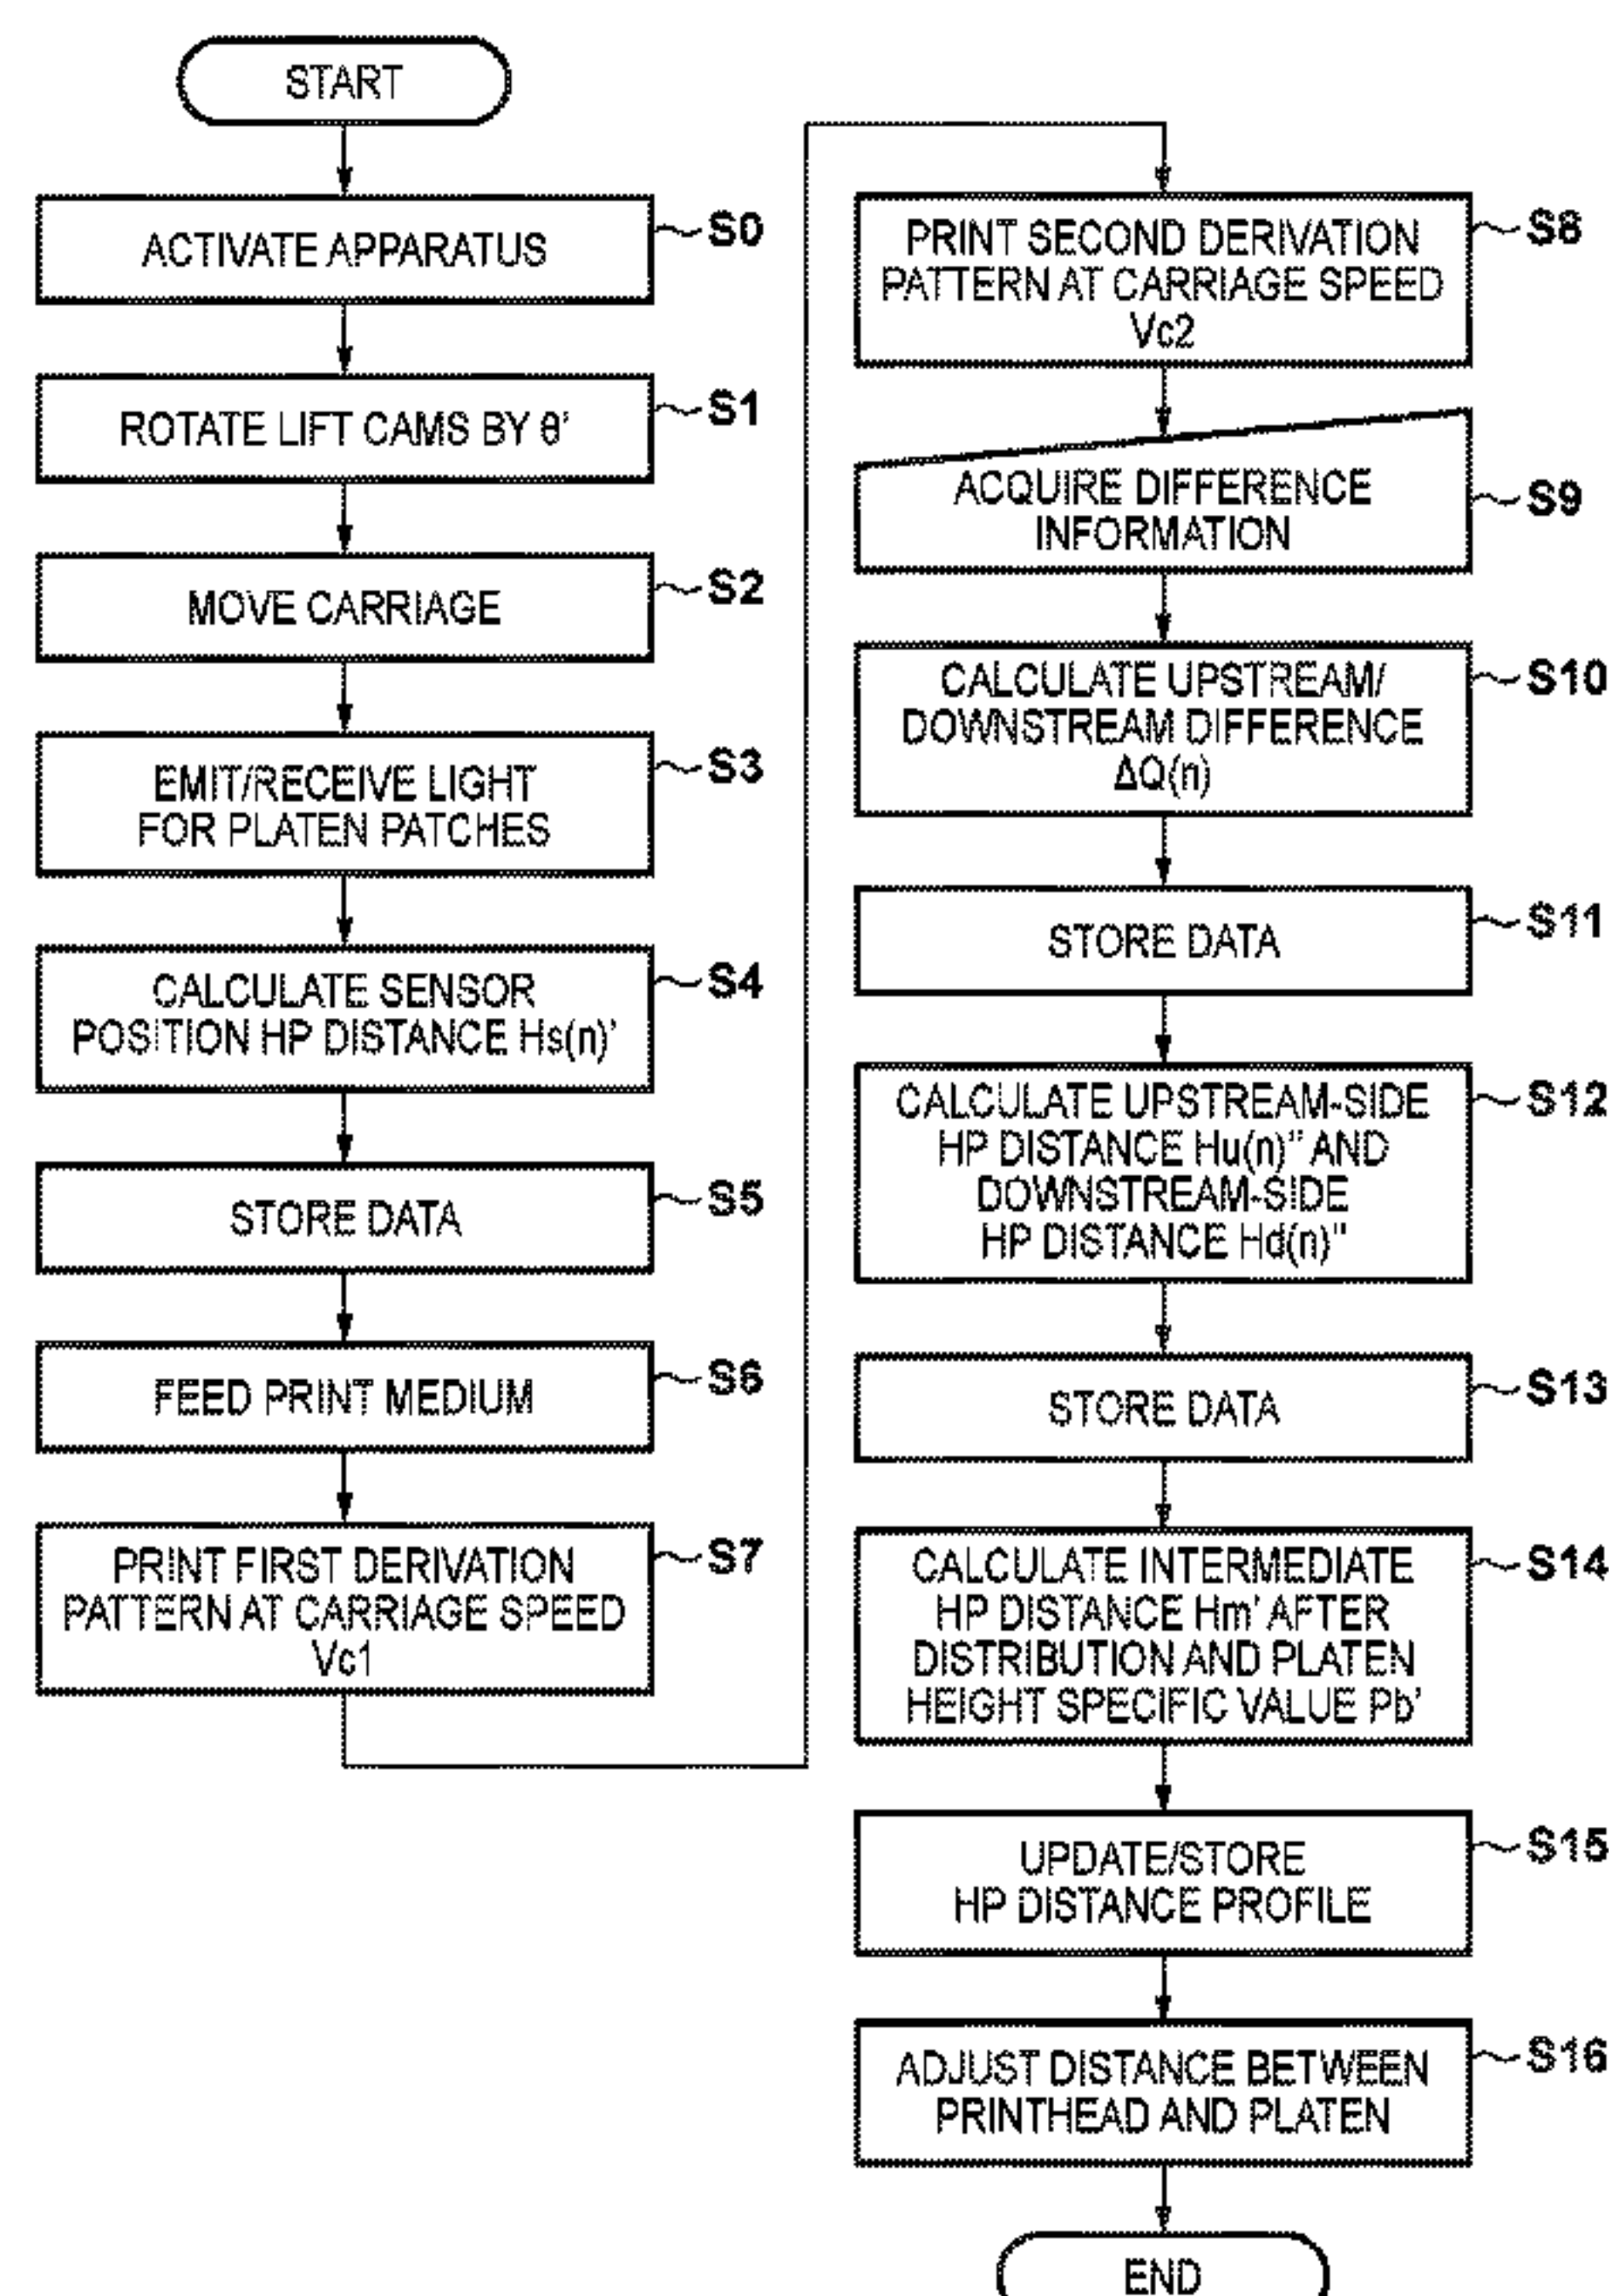 START
ACTIVATE APPARATUS
S0
ROTATE LIFT CAMS BY θ'
S1
MOVE CARRIAGE
S2
EMIT/RECEIVE LIGHT
FOR PLATEN PATCHES
S3
CALCULATE SENSOR
POSITION HP DISTANCE Hs(n)'
S4
STORE DATA
S5
FEED PRINT MEDIUM
S6
PRINT FIRST DERIVATION
PATTERN AT CARRIAGE SPEED
Vc1
S7
PRINT SECOND DERIVATION
PATTERN AT CARRIAGE SPEED
Vc2
S8
ACQUIRE DIFFERENCE
INFORMATION
S9
CALCULATE UPSTREAM/
DOWNSTREAM DIFFERENCE
ΔQ(n)
S10
STORE DATA
S11
CALCULATE UPSTREAM-SIDE
HP DISTANCE Hu(n)" AND
DOWNSTREAM-SIDE
HP DISTANCE Hd(n)"
S12
STORE DATA
S13
CALCULATE INTERMEDIATE
HP DISTANCE Hm' AFTER
DISTRIBUTION AND PLATEN
HEIGHT SPECIFIC VALUE Pb'
S14
UPDATE/STORE
HP DISTANCE PROFILE
S15
ADJUST DISTANCE BETWEEN
PRINTHEAD AND PLATEN
S16
END